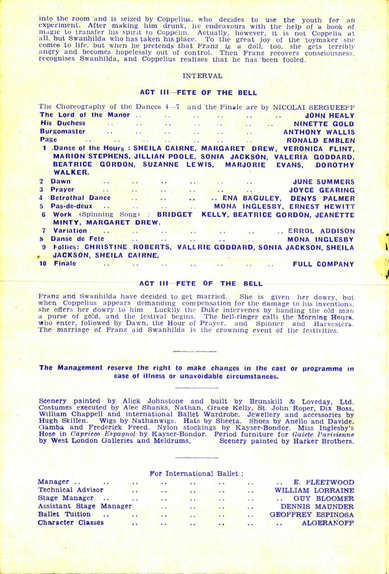 into the room and is seized by Coppelius, who decides to use the youth for an
experiment. After making him drunk, he endeavours with the help of a book of
magic to transfer his spirit to Coppelia. Actually, however, it is not Coppelia at
all, but Swanhilda who has taken his place. To the great joy of the toymaker she
comes to life, but when he pretends that Franz is a doll, too, she gets terribly
angry and becomes hopelessly out of control. Then Franz recovers consciousness,
recognises Swanhilda, and Coppelius realises that he has been fooled.
INTERVAL
ACT III—FETE OF THE BELL
The Choreography of the Dances 4—7 and the Finale are by NICOLAI SERGUEEFF
The Lord of the Manor .. .. .. .. .. JOHN HEALY
His Duchess .. .. .. .. .. NINETTE GOLD
Burgomaster .. .. .. .. .. ANTHONY WALLIS
Page .. .. .. .. .. RONALD EMBLEN
1 Dance of the Hours : SHEILA CAIRNE, MARGARET DREW, VERONICA FLINT,
MARION STEPHENS, JILLIAN POOLE, SONIA JACKSON, VALERIA GODDARD,
BEATRICE GORDON, SUZANNE LEWIS, MARJORIE EVANS, DOROTHY
WALKER.
2 Dawn .. .. .. .. .. JUNE SUMMERS
3 Prayer .. .. .. .. .. JOYCE GEARING
4 Betrothal Dance .. .. .. ENA BAGULEY, DENYS PALMER
5 Pas-de-deux .. .. .. MONA INGLESBY, ERNEST HEWITT
6 Work (Spinning Song) : BRIDGET KELLY, BEATRICE GORDON, JEANETTE
MINTY, MARGARET DREW.
7 Variation .. .. .. .. .. ERROL ADDISON
8 Danse de Fete .. .. .. .. MONA INGLESBY
9 Follies: CHRISTINE ROBERTS, VALERIE GODDARD, SONIA JACKSON, SHEILA
JACKSON, SHEILA CAIRNE,
10 Finale .. .. .. .. .. FULL COMPANY
ACT III—FETE OF THE BELL
Franz and Swanhilda have decided to get married. She is given her dowry, but
when Coppelius appears demanding compensation for the damage to his inventions,
she offers her dowry to him Luckily the Duke intervenes by handing the old man
a purse of gold, and the festival begins. The bell-ringer calls the Morning Hours,
who enter, followed by Dawn, the Hour of Prayer, and Spinner and Harvesters.
The marriage of Franz aid Swanhilda is the crowning event of the festivities.
The Management reserve the right to make changes in the cast or programme in
case of illness or unavoidable circumstances.
Scenery painted by Alick Johnstone and built by Brunskill & Loveday, Ltd.
Costumes executed by Alec Shanks, Nathan, Grace Kelly, B. St. John Roper, Dix Boss,
William Chappell and international Ballet Wardrobe. Jewellery and accessories by
Hugh Skillen. Wigs by Nathanwigs. Hats by Sheeta. Shoes by Anello and Davide,
Gamba and Frederick Freed. Nylon stockings by Kayser-Bondor. Miss Inglesby's
Hose in Caprice Espagnol by Kayser-Bondor. Period furniture for Gaiete Parisienne
by West London Galleries and Meldrums, Scenery painted by Harker Brothers.
For International Ballet :
Manager .. .. .. .. .. .. E. FLEETWOOD
Technical Advisor .. .. .. .. WILLIAM LORRAINE
Stage Manager .. .. .. .. .. GUY BLOOMER
Assistant Stage Manager .. .. .. DENNIS MAUNDER
Ballet Tuition .. .. .. .. GEOFFREY ESPINOSA
Character Classes .. .. .. .. ALGERANOFF